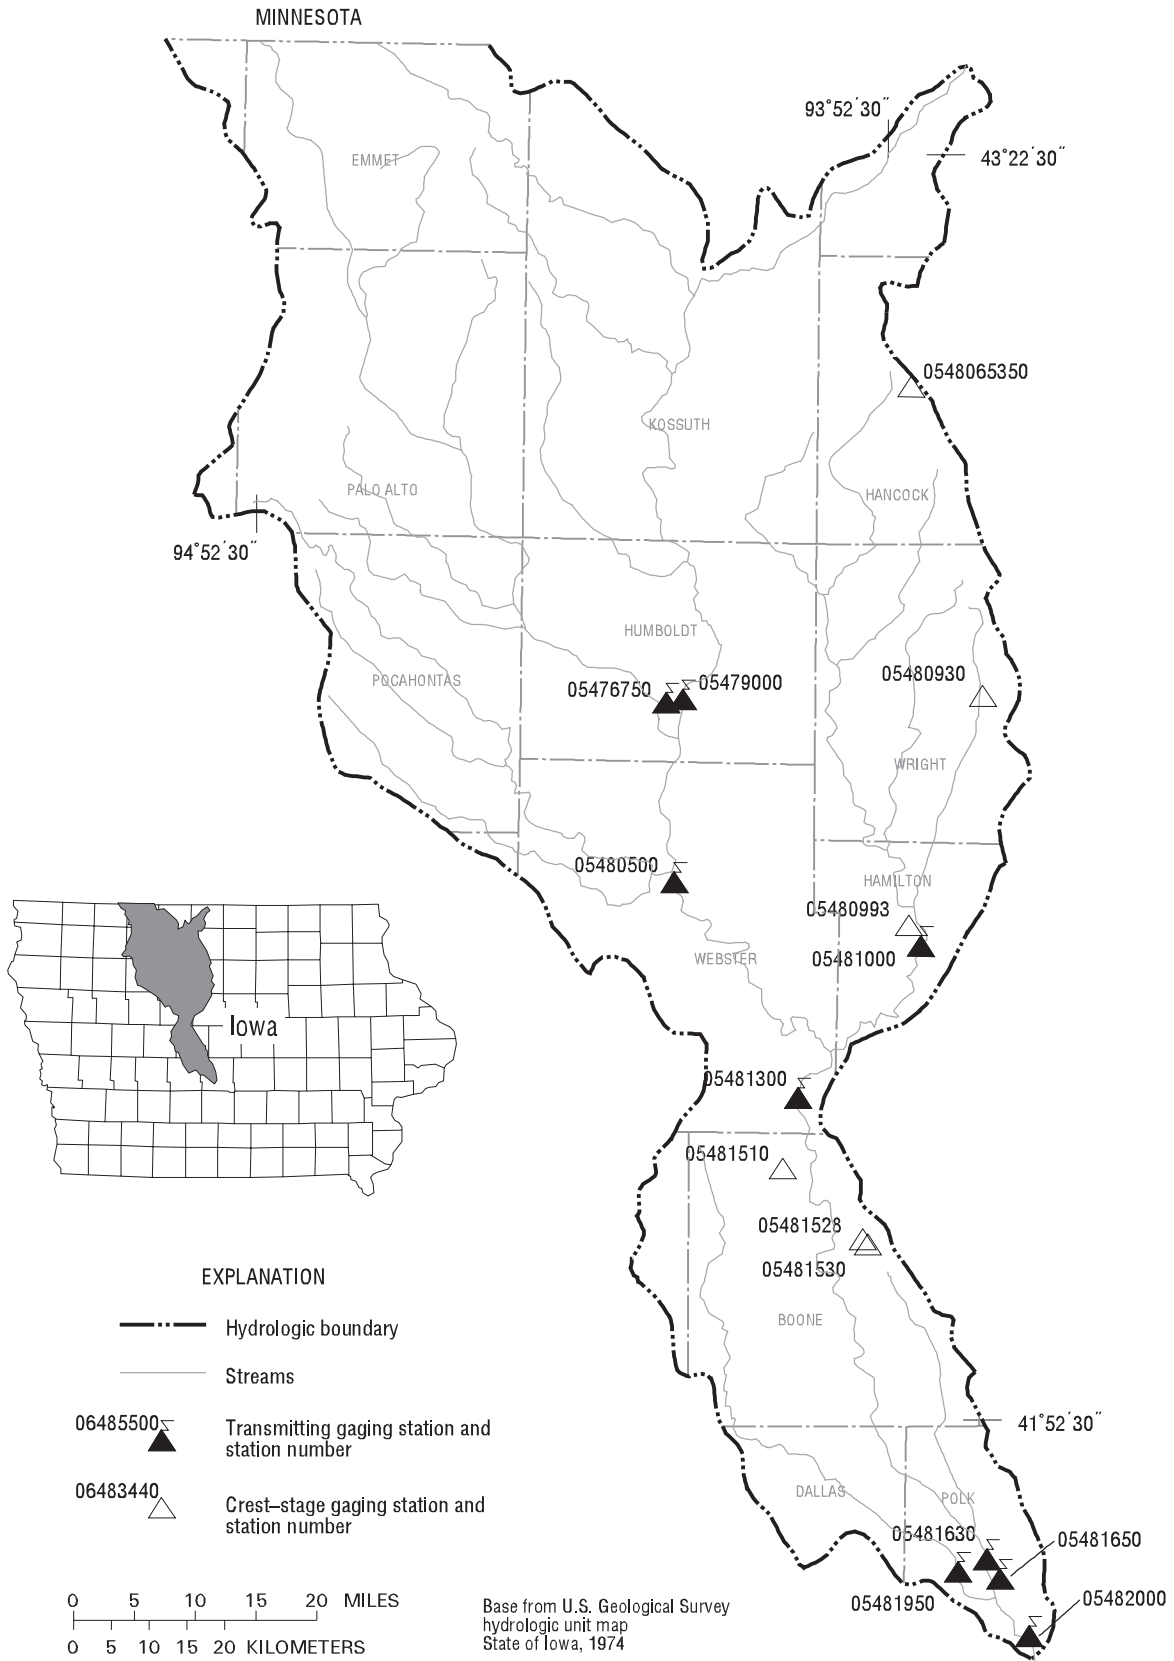 MINNESOTA
93°52'30"
43°22'30"
EMMET
0548065350
KOSSUTH
PALO ALTO
HANCOCK
94°52'30"
HUMBOLDT
05476750
05479000
05480930
POCAHONTAS
WRIGHT
05480500
HAMILTON
05480993
05481000
WEBSTER
Iowa
05481300
05481510
05481528
05481530
BOONE
41°52'30"
DALLAS
POLK
05481630
05481650
05481950
05482000
EXPLANATION
Hydrologic boundary
Streams
06485500
Transmitting gaging station and
station number
06483440
Crest–stage gaging station and
station number
0 5 10 15 20 MILES
0 5 10 15 20 KILOMETERS
Base from U.S. Geological Survey
hydrologic unit map
State of Iowa, 1974